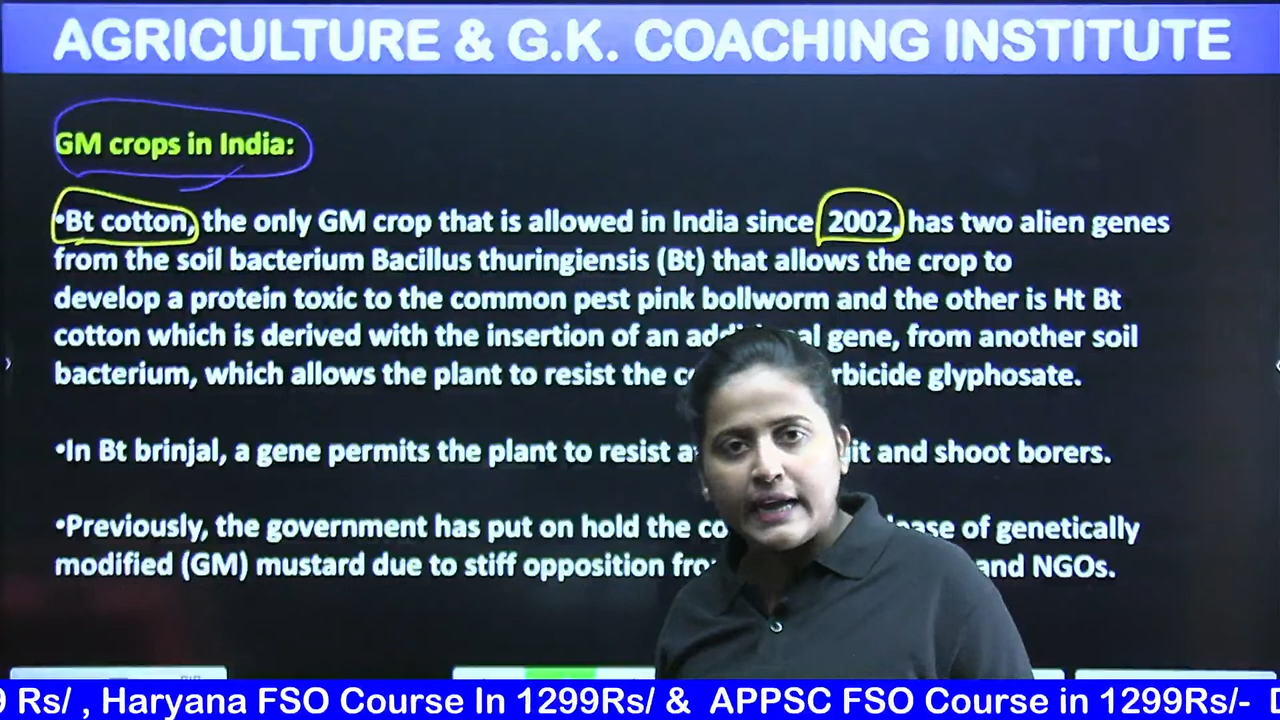 AGRICULTURE & G.K. COACHING INSTITUTE
GM crops in India:
•Bt cotton, the only GM crop that is allowed in India since 2002, has two alien genes
from the soil bacterium Bacillus thuringiensis (Bt) that allows the crop to
develop a protein toxic to the common pest pink bollworm and the other is Ht Bt
cotton which is derived with the insertion of an additional gene, from another soil
bacterium, which allows the plant to resist the herbicide glyphosate.
•In Bt brinjal, a gene permits the plant to resist and shoot borers.
•Previously, the government has put on hold the of genetically
modified (GM) mustard due to stiff opposition and NGOs.
9 Rs/ , Haryana FSO Course In 1299Rs/ & APPSC FSO Course in 1299Rs/-